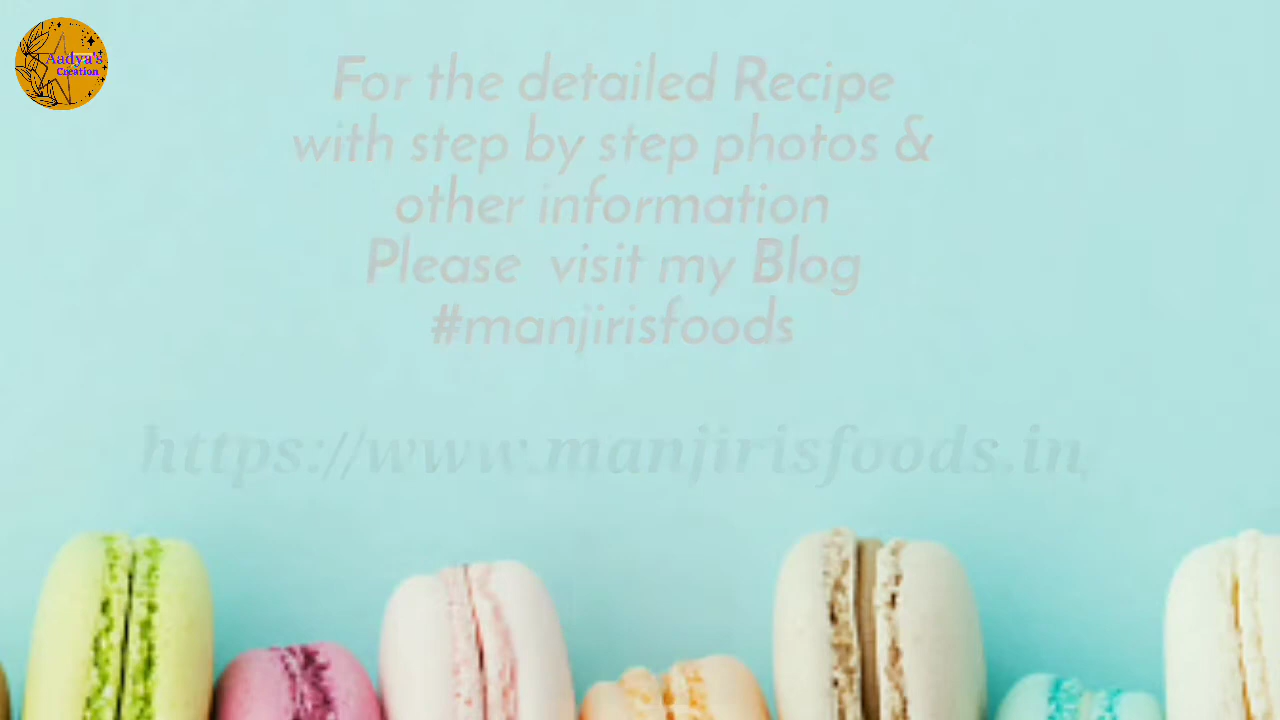 Aadya's
Creation
For the detailed Recipe
with step by step photos &
other information
Please visit my Blog
#manjirisfoods
https://www.manjirisfoods.in